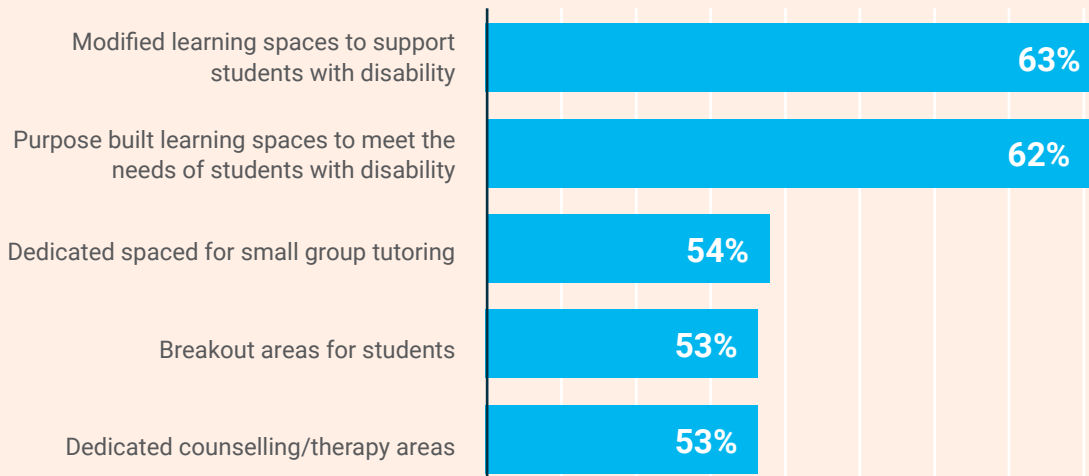 Modified learning spaces to support
students with disability
63%
Purpose built learning spaces to meet the
needs of students with disability
62%
Dedicated spaced for small group tutoring
54%
Breakout areas for students
53%
Dedicated counselling/therapy areas
53%